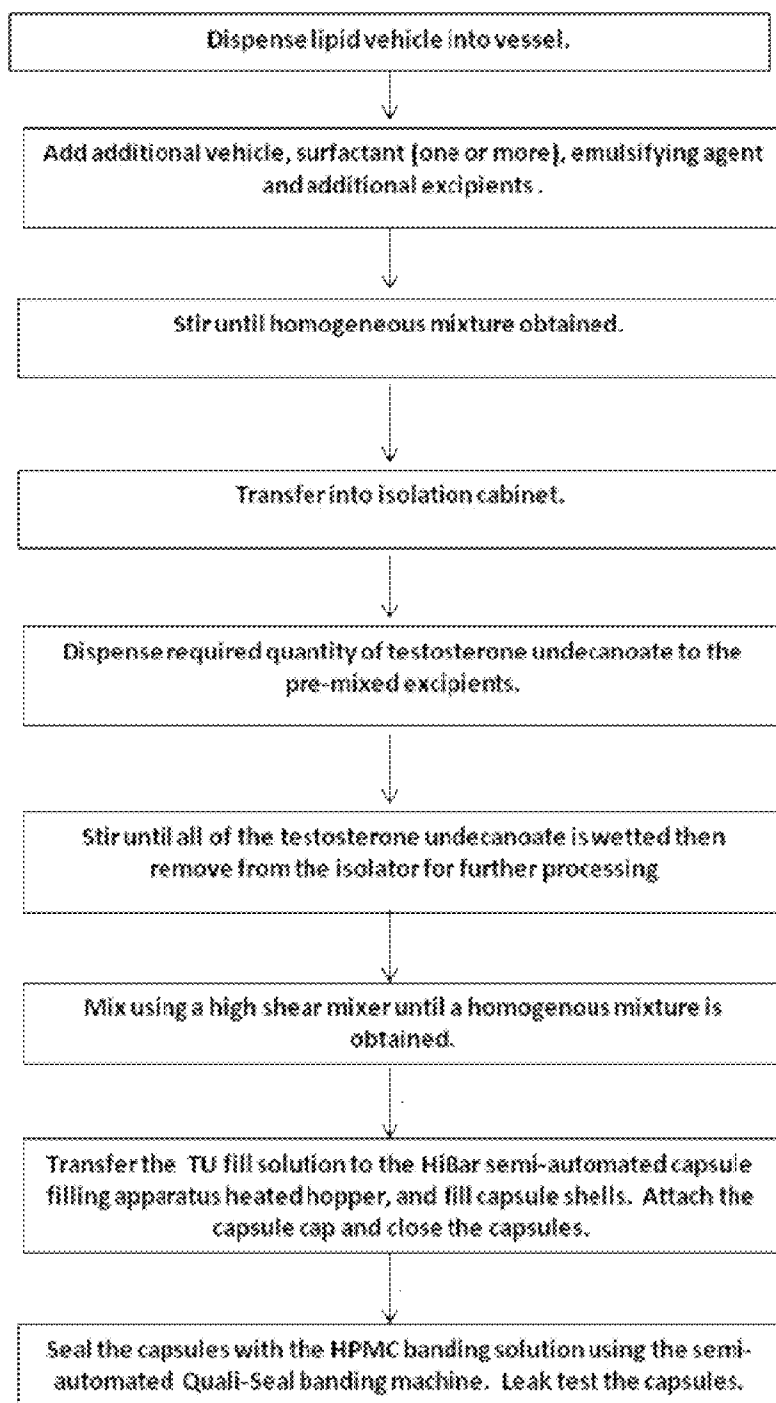 Dispense lipid vehicle into vessel.
Add additional vehicle, surfactant (one or more), emulsifying agent
and additional excipients .
Stir until homogeneous mixture obtained.
Transfer into isolation cabinet.
Dispense required quantity of testosterone undecanoate to the
pre-mixed excipients.
Stir until all of the testosterone undecanoate is wetted then
remove from the isolator for further processing
Mix using a high shear mixer until a homogenous mixture is
obtained.
Transfer the TU fill solution to the HiBar semi-automated capsule
filling apparatus heated hopper, and fill capsule shells. Attach the
capsule cap and close the capsules.
Seal the capsules with the HPMC banding solution using the semi-
automated Quali-Seal banding machine. Leak test the capsules.